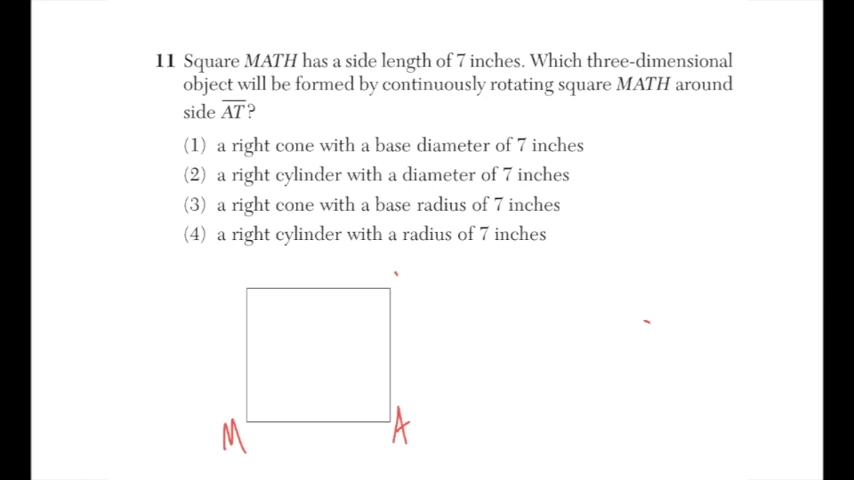 11 Square MATH has a side length of 7 inches. Which three-dimensional
object will be formed by continuously rotating square MATH around
side A̅T̅?
(1) a right cone with a base diameter of 7 inches
(2) a right cylinder with a diameter of 7 inches
(3) a right cone with a base radius of 7 inches
(4) a right cylinder with a radius of 7 inches
M A